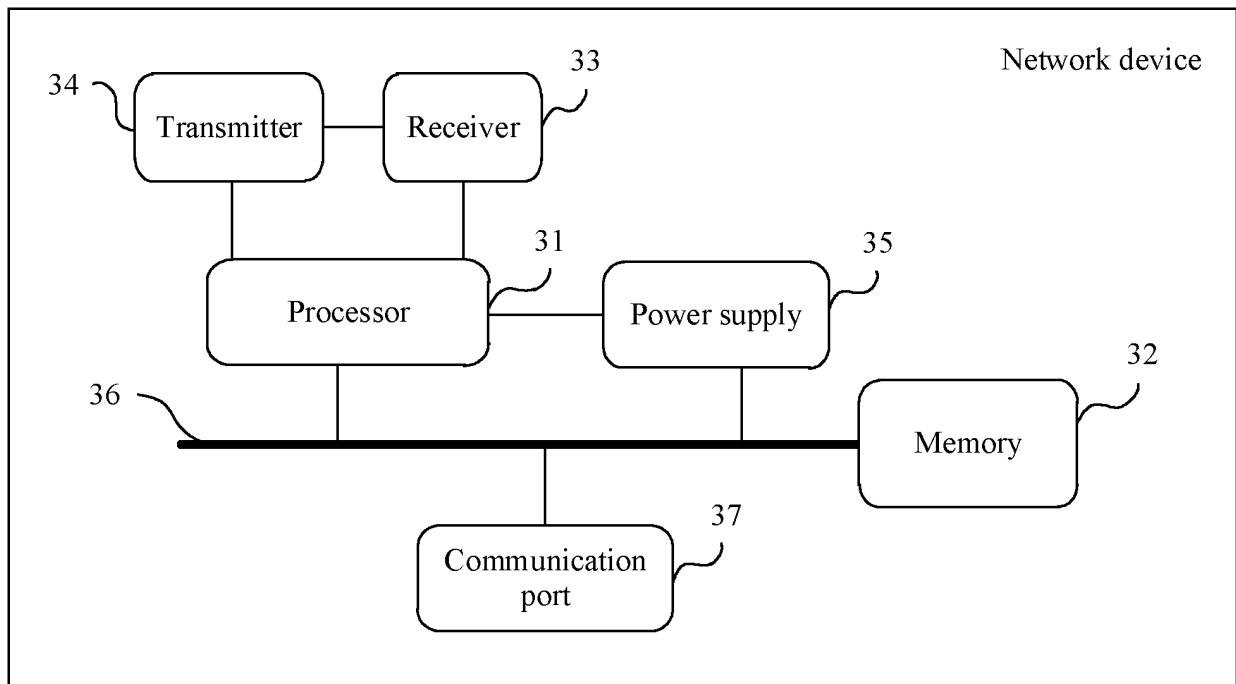 Network device
34
Transmitter
33
Receiver
31
Processor
35
Power supply
32
Memory
36
37
Communication
port